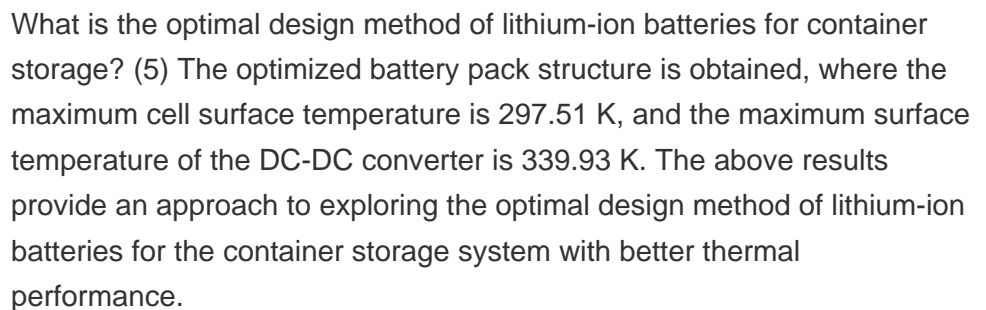 What is the optimal design method of lithium-ion batteries for container
storage? (5) The optimized battery pack structure is obtained, where the
maximum cell surface temperature is 297.51 K, and the maximum surface
temperature of the DC-DC converter is 339.93 K. The above results
provide an approach to exploring the optimal design method of lithium-ion
batteries for the container storage system with better thermal
performance.